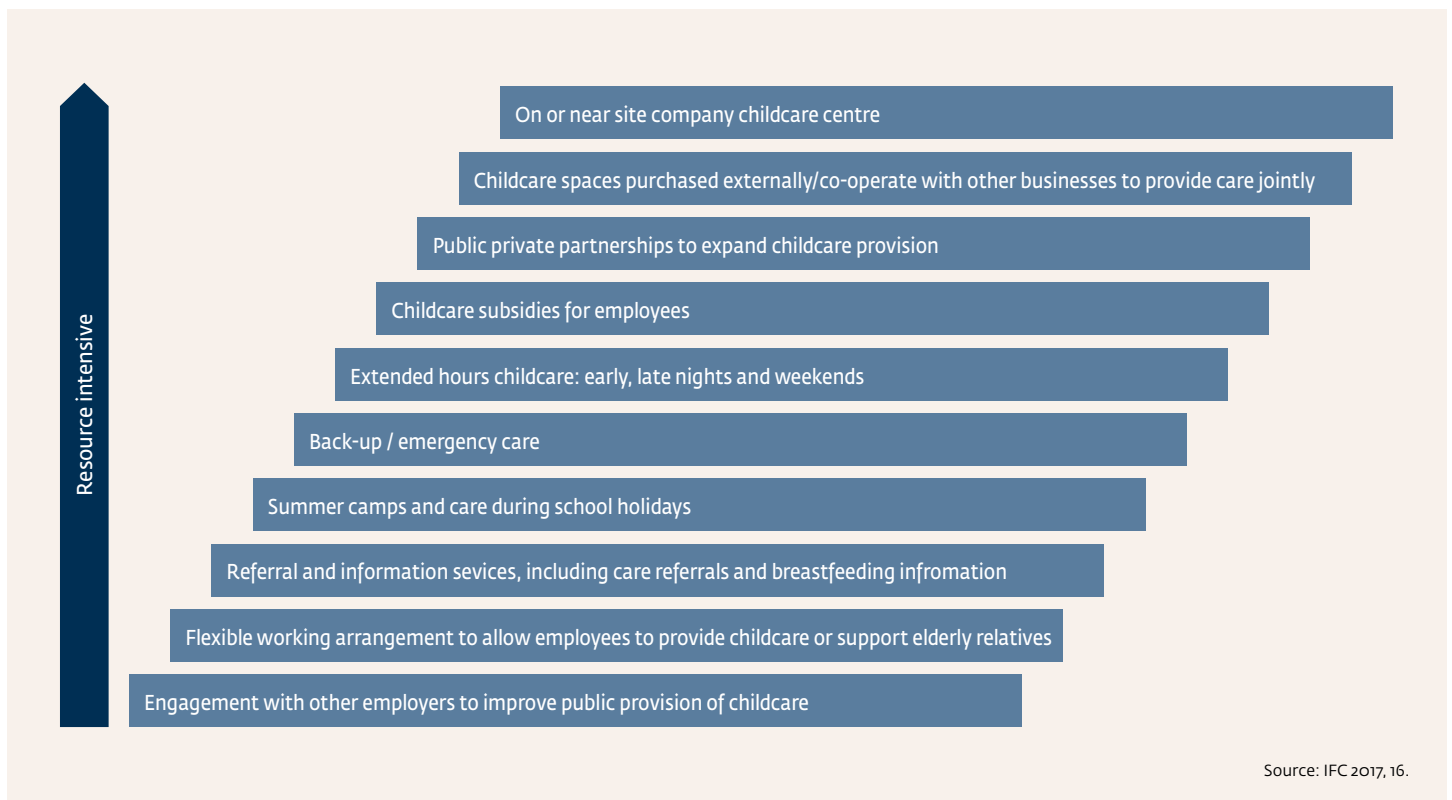 On or near site company childcare centre
Childcare spaces purchased externally/co-operate with other businesses to provide care jointly
Public private partnerships to expand childcare provision
Childcare subsidies for employees
Extended hours childcare: early, late nights and weekends
Back-up / emergency care
Summer camps and care during school holidays
Referral and information sevices, including care referrals and breastfeeding infromation
Flexible working arrangement to allow employees to provide childcare or support elderly relatives
Engagement with other employers to improve public provision of childcare
Resource intensive
Source: IFC 2017, 16.